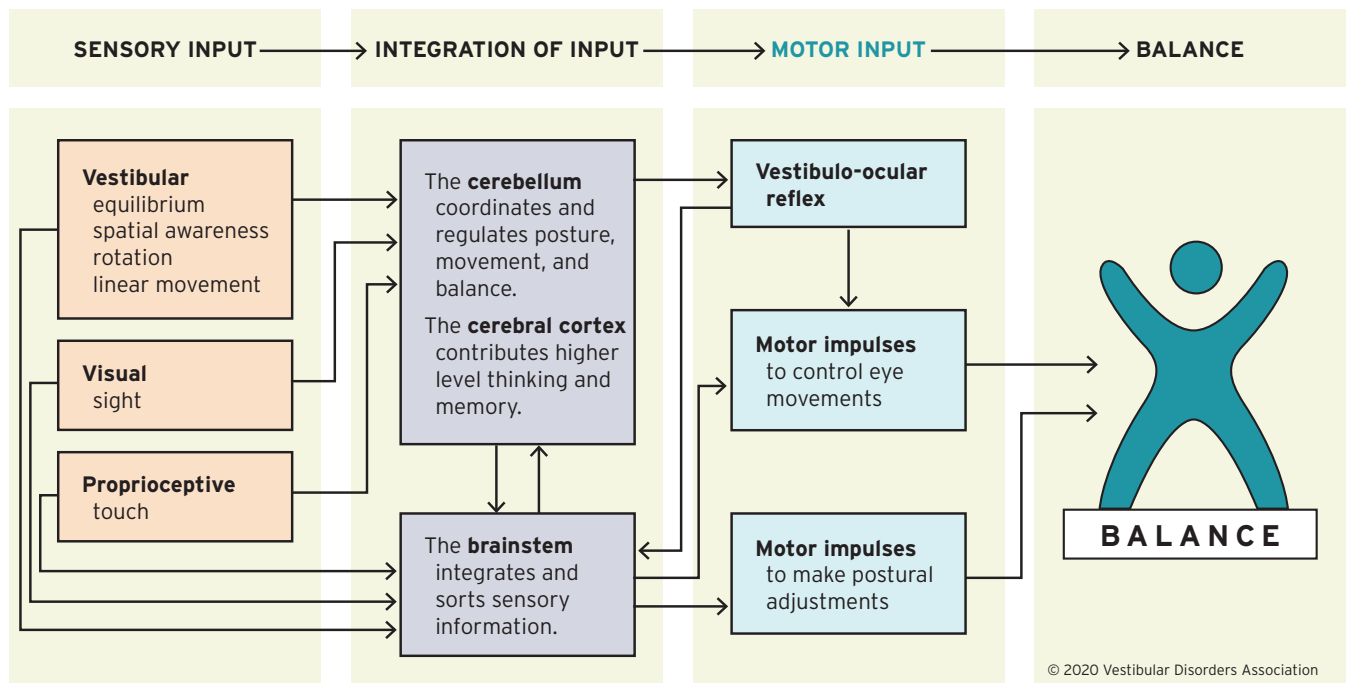 SENSORY INPUT
INTEGRATION OF INPUT
MOTOR INPUT
BALANCE
Vestibular
equilibrium
spatial awareness
rotation
linear movement
Visual
sight
Proprioceptive
touch
The cerebellum
coordinates and
regulates posture,
movement, and
balance.
The cerebral cortex
contributes higher
level thinking and
memory.
The brainstem
integrates and
sorts sensory
information.
Vestibulo-ocular
reflex
Motor impulses
to control eye
movements
Motor impulses
to make postural
adjustments
BALANCE
© 2020 Vestibular Disorders Association